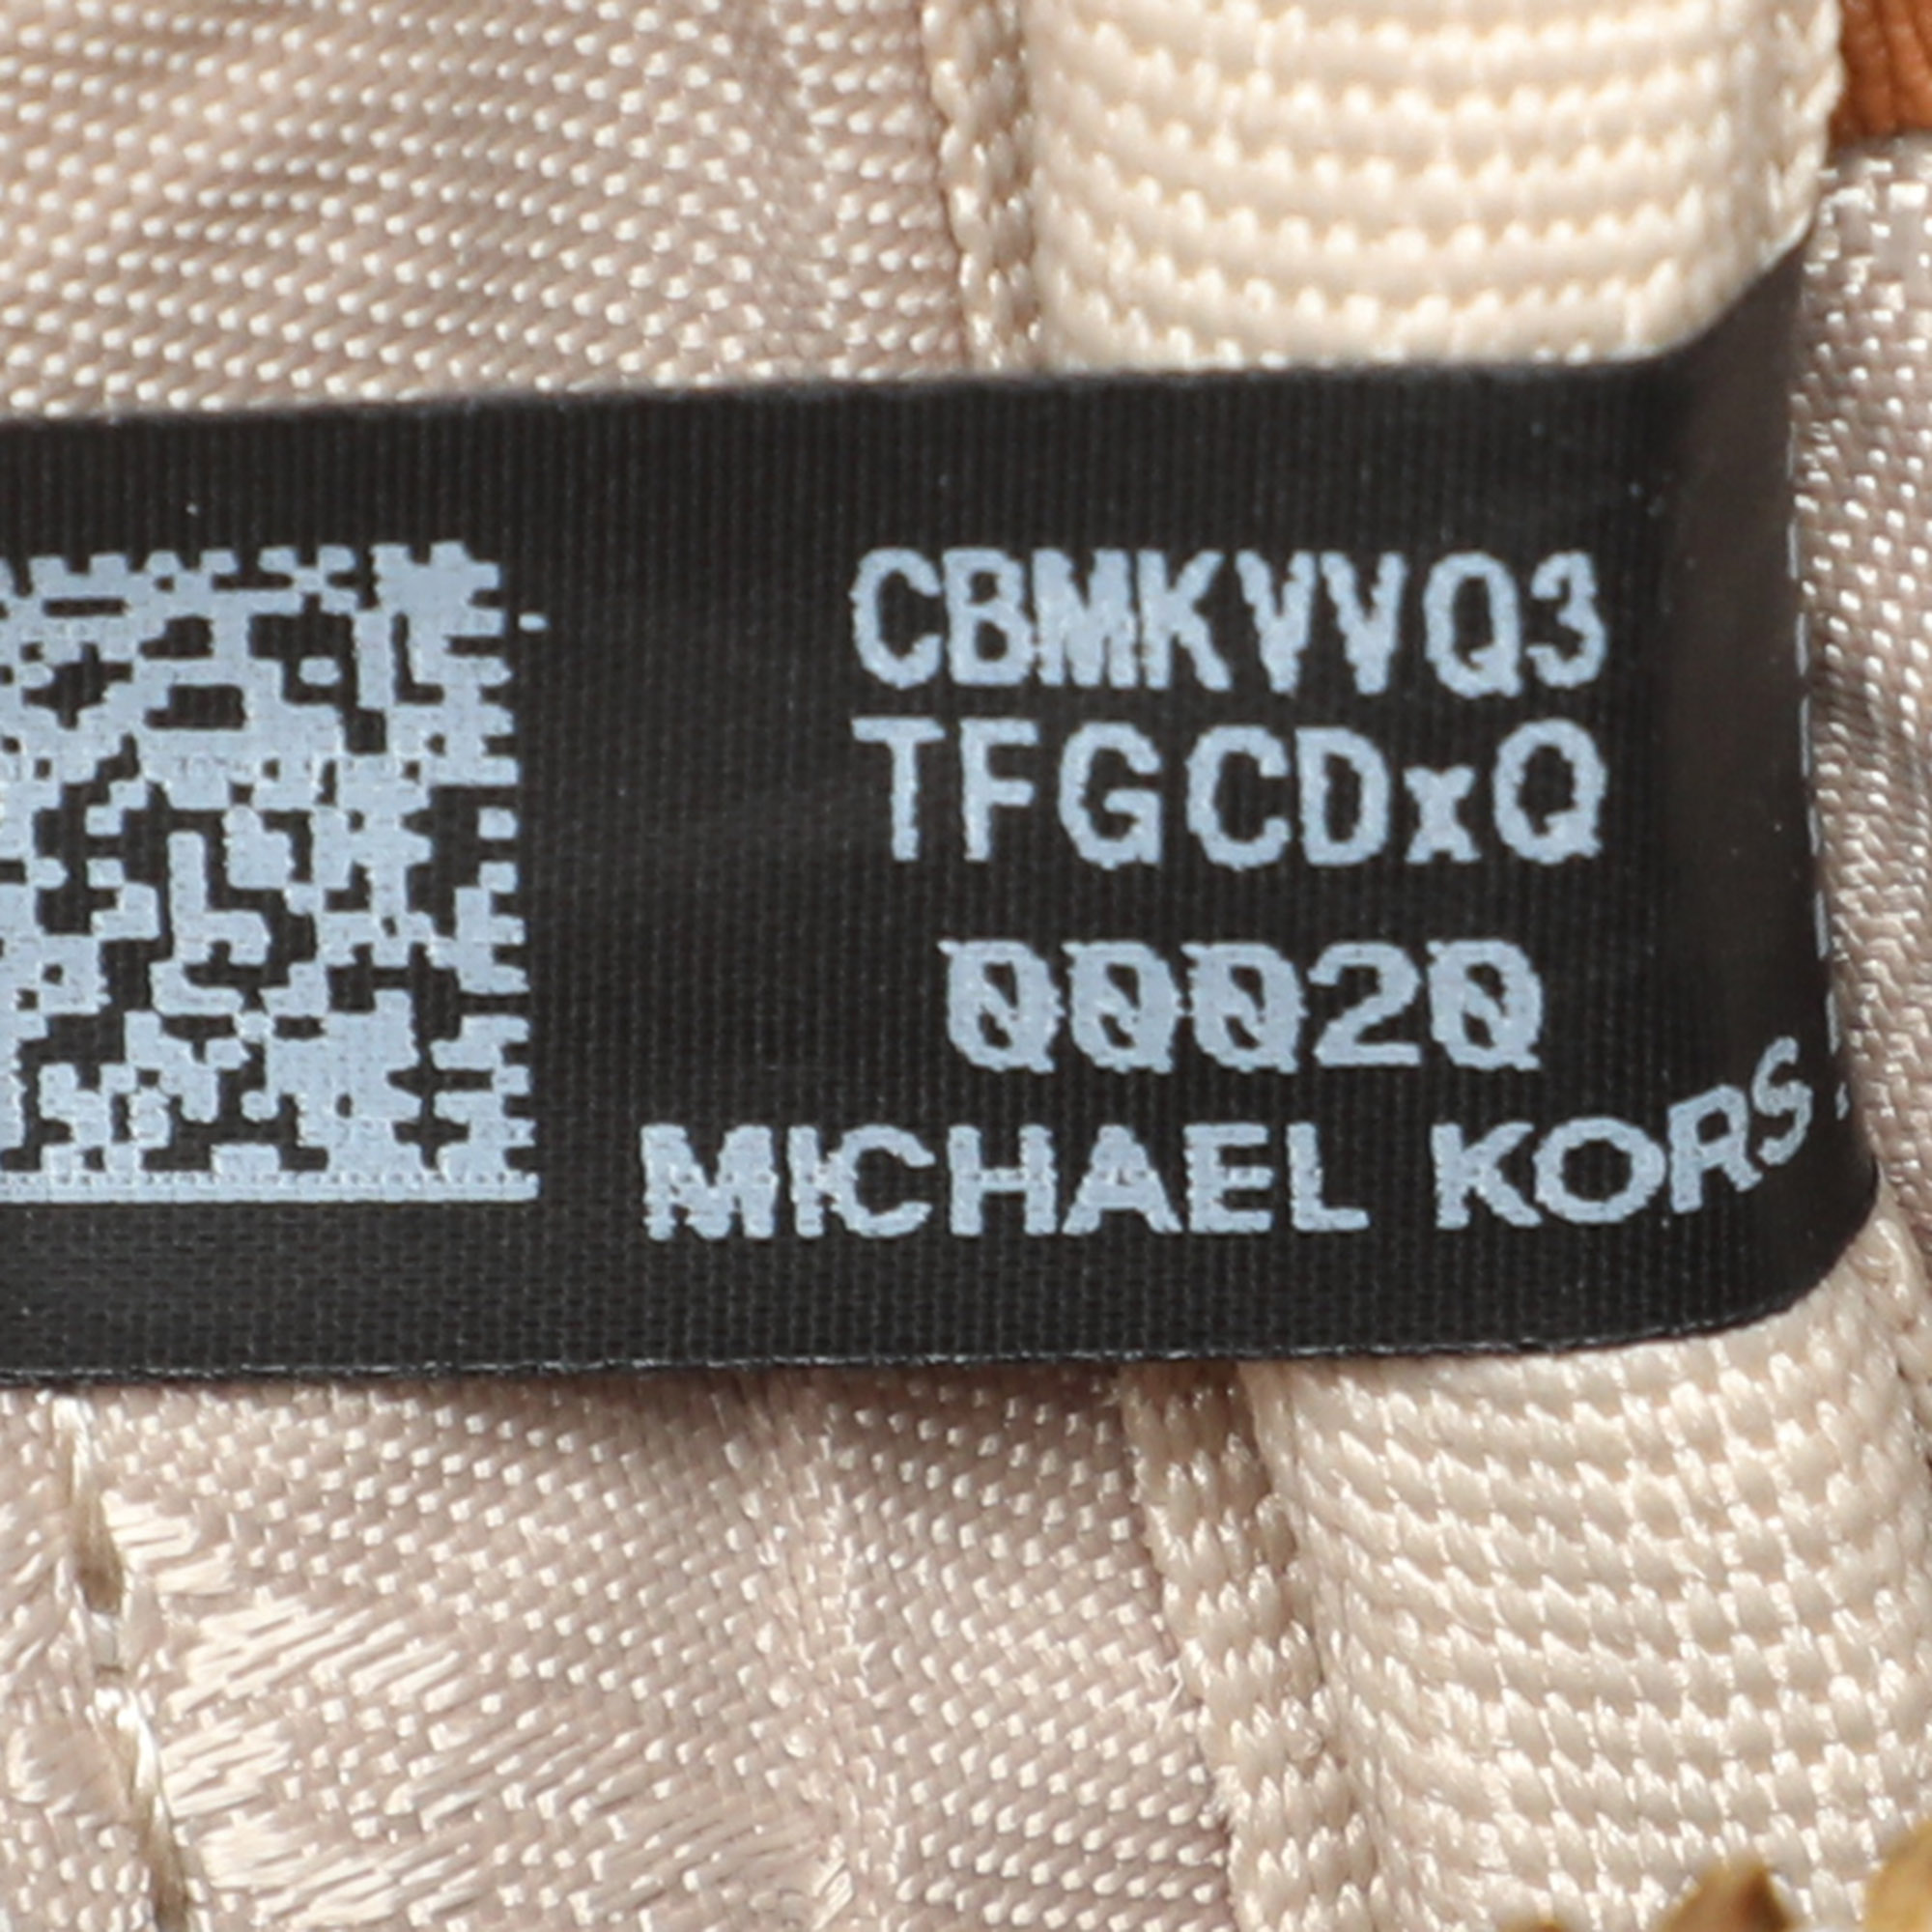 CBMKVVQ3
TFGCDxQ
00020
MICHAEL KORS